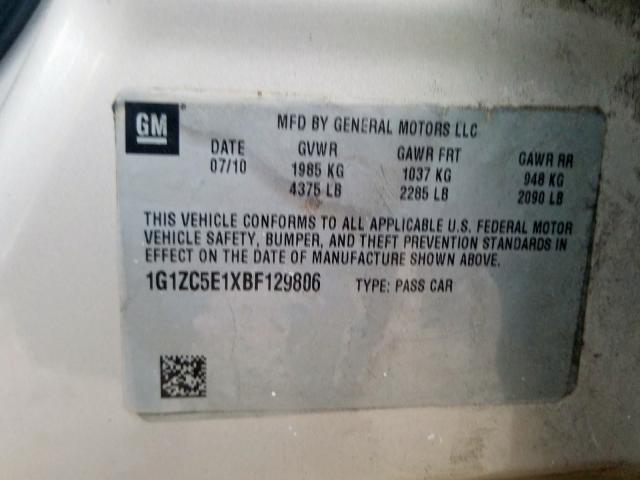 GM
MFD BY GENERAL MOTORS LLC
DATE GVWR GAWR FRT GAWR RR
07/10 1985 KG 1037 KG 948 KG
4375 LB 2285 LB 2090 LB
THIS VEHICLE CONFORMS TO ALL APPLICABLE U.S. FEDERAL MOTOR
VEHICLE SAFETY, BUMPER, AND THEFT PREVENTION STANDARDS IN
EFFECT ON THE DATE OF MANUFACTURE SHOWN ABOVE.
1G1ZC5E1XBF129806 TYPE: PASS CAR